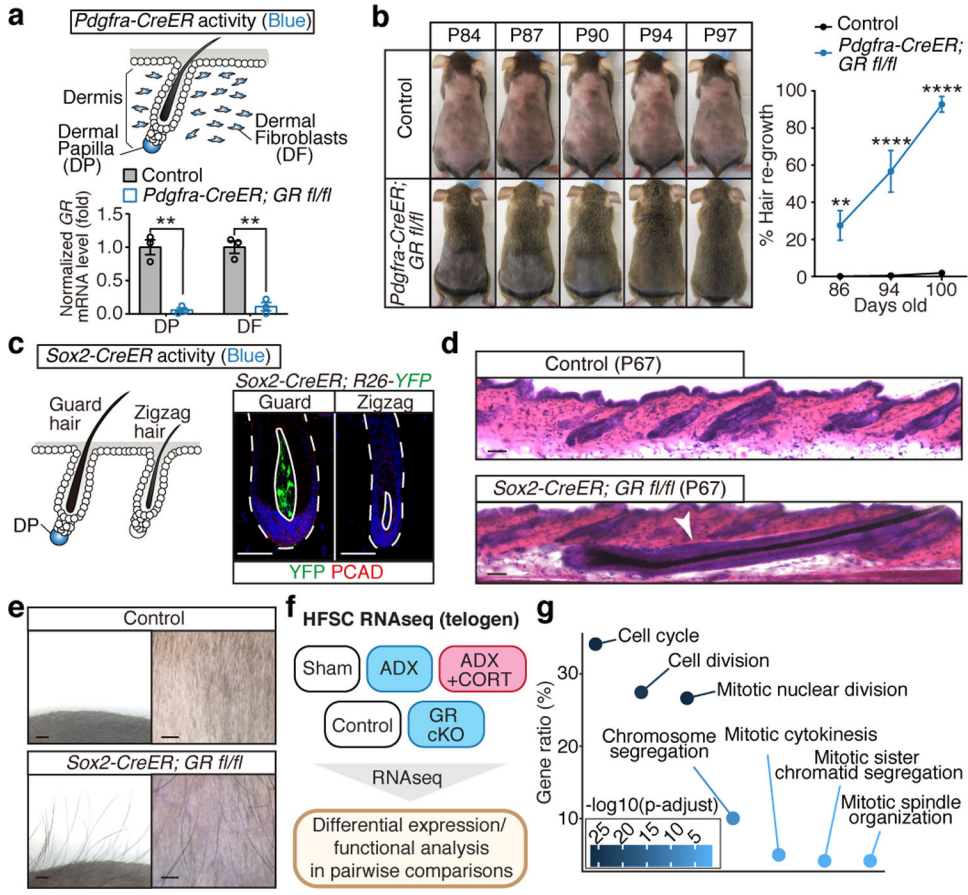 a
Pdgfra-CreER activity (Blue)
Dermis
Dermal
Papilla
(DP)
Dermal
Fibroblasts
(DF)
Control
Pdgfra-CreER; GR fl/fl
Normalized GR
mRNA level (fold)
1.5
1.0
0.5
0.0
**
**
DP
DF
b
P84
P87
P90
P94
P97
Control
Pdgfra-CreER;
GR fl/fl
Control
Pdgfra-CreER;
GR fl/fl
% Hair re-growth
100
80
60
40
20
0
**
****
****
86
94
100
Days old
c
Sox2-CreER activity (Blue)
Guard
hair
Zigzag
hair
DP
Sox2-CreER; R26-YFP
Guard
Zigzag
YFP PCAD
d
Control (P67)
Sox2-CreER; GR fl/fl (P67)
e
Control
Sox2-CreER; GR fl/fl
f
HFSC RNAseq (telogen)
Sham
ADX
ADX
+CORT
Control
GR
cKO
RNAseq
Differential expression/
functional analysis
in pairwise comparisons
g
Gene ratio (%)
30
20
10
Cell cycle
Cell division
Mitotic nuclear division
Chromosome
segregation
Mitotic cytokinesis
Mitotic sister
chromatid segregation
Mitotic spindle
organization
-log10(p-adjust)
25
20
15
10
5